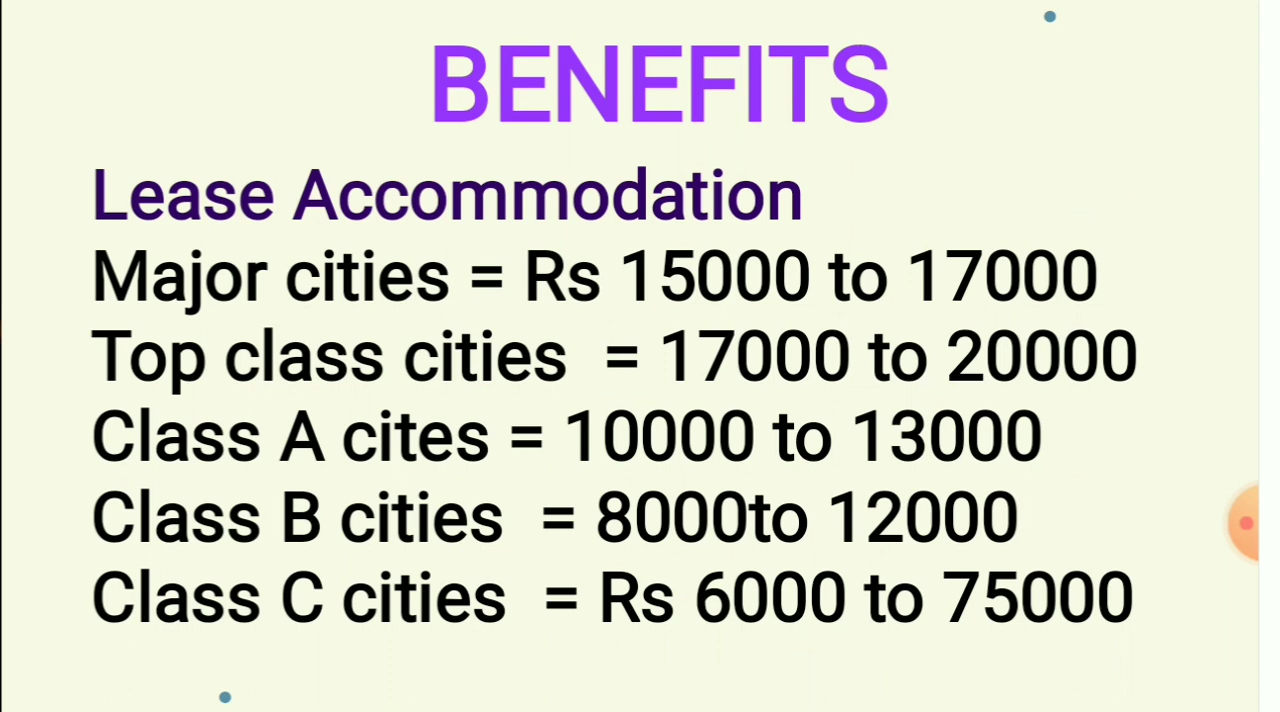 BENEFITS
Lease Accommodation
Major cities = Rs 15000 to 17000
Top class cities = 17000 to 20000
Class A cites = 10000 to 13000
Class B cities = 8000to 12000
Class C cities = Rs 6000 to 75000